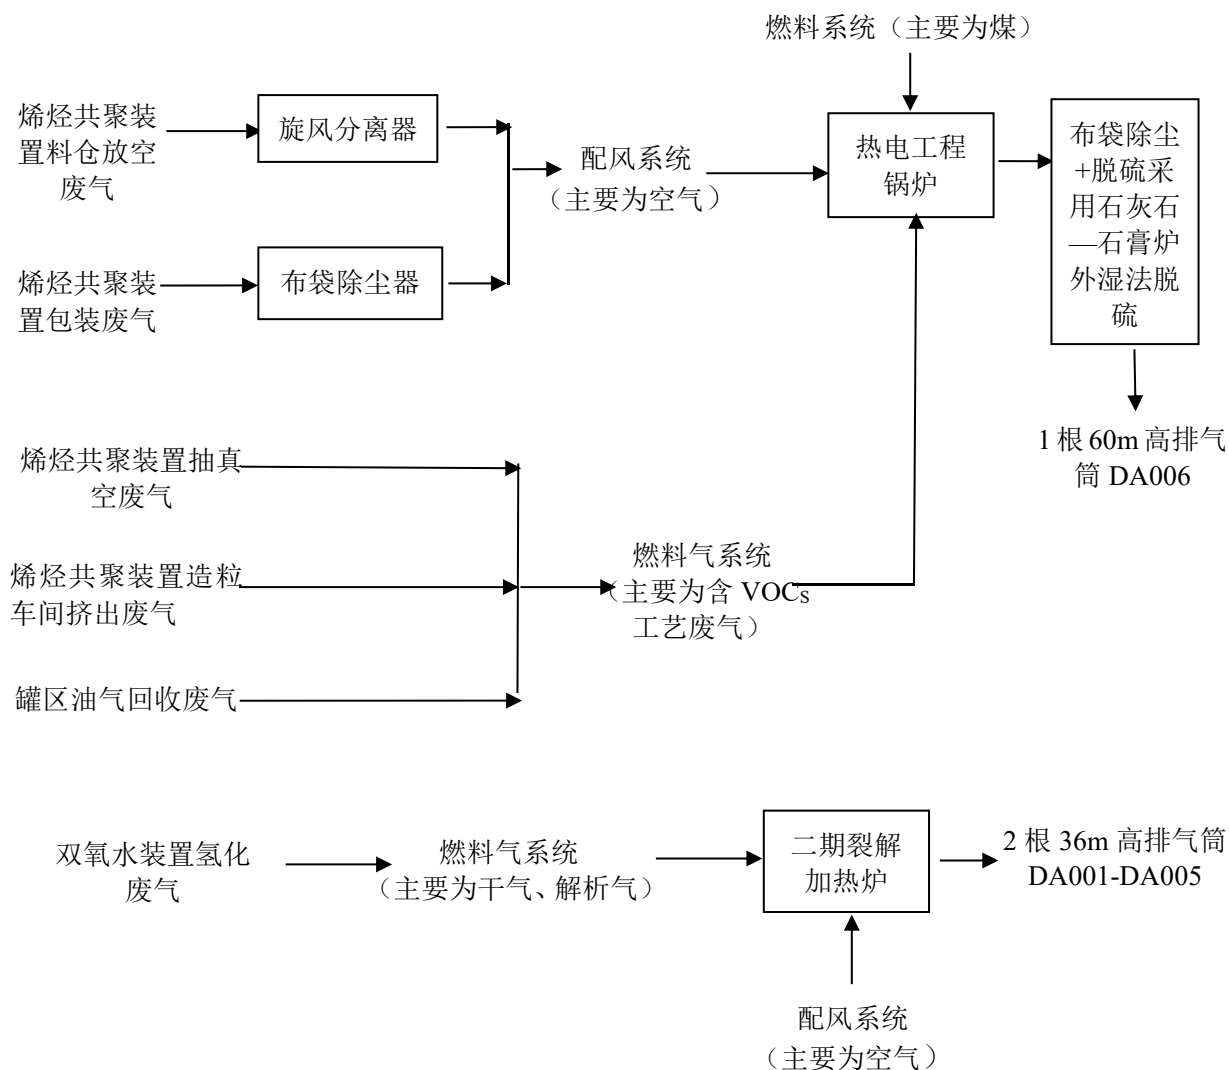 燃料系统（主要为煤）
烯烃共聚装
置料仓放空
废气
旋风分离器
配风系统
（主要为空气）
热电工程
锅炉
布袋除尘
+脱硫采
用石灰石
—石膏炉
外湿法脱
硫
烯烃共聚装
置包装废气
布袋除尘器
1 根 60m 高排气
筒 DA006
烯烃共聚装置抽真
空废气
烯烃共聚装置造粒
车间挤出废气
燃料气系统
（主要为含 VOCs
工艺废气）
罐区油气回收废气
双氧水装置氢化
废气
燃料气系统
（主要为干气、解析气）
二期裂解
加热炉
2 根 36m 高排气筒
DA001-DA005
配风系统
（主要为空气）